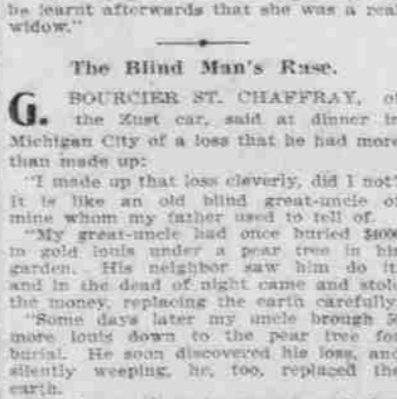 be learnt afterwards that she was a real
widow."
The Blind Man's Ruse.
G. BOURCIER ST. CHAFFRAY, of
the Zust car, said at dinner in
Michigan City of a loss that he had more
than made up:
"I made up that loss cleverly, did I not?
It is like an old blind great-uncle of
mine whom my father used to tell of.
"My great-uncle had once buried $4000
in gold louis under a pear tree in his
garden. His neighbor saw him do it,
and in the dead of night came and stole
the money, replacing the earth carefully.
"Some days later my uncle brough 50
more louis down to the pear tree for
burial. He soon discovered his loss, and
silently weeping, he, too, replaced the
earth.